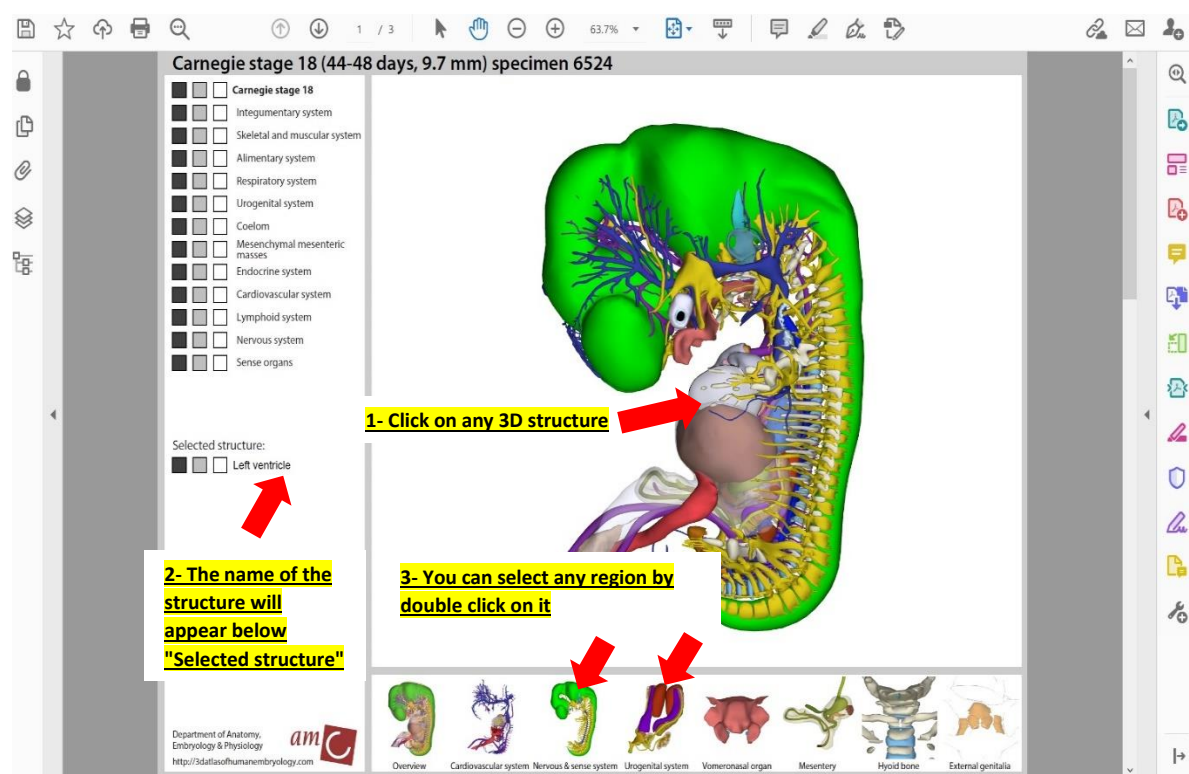 1 / 3
63.7%
Carnegie stage 18 (44-48 days, 9.7 mm) specimen 6524
Carnegie stage 18
Integumentary system
Skeletal and muscular system
Alimentary system
Respiratory system
Urogenital system
Coelom
Mesenchymal mesenteric
masses
Endocrine system
Cardiovascular system
Lymphoid system
Nervous system
Sense organs
1- Click on any 3D structure
Selected structure:
Left ventricle
2- The name of the
structure will
appear below
"Selected structure"
3- You can select any region by
double click on it
Department of Anatomy,
Embryology & Physiology
http://3datlasofhumanembryology.com
am
Overview
Cardiovascular system
Nervous & sense system
Urogenital system
Vomeronasal organ
Mesentery
Hyoid bone
External genitalia